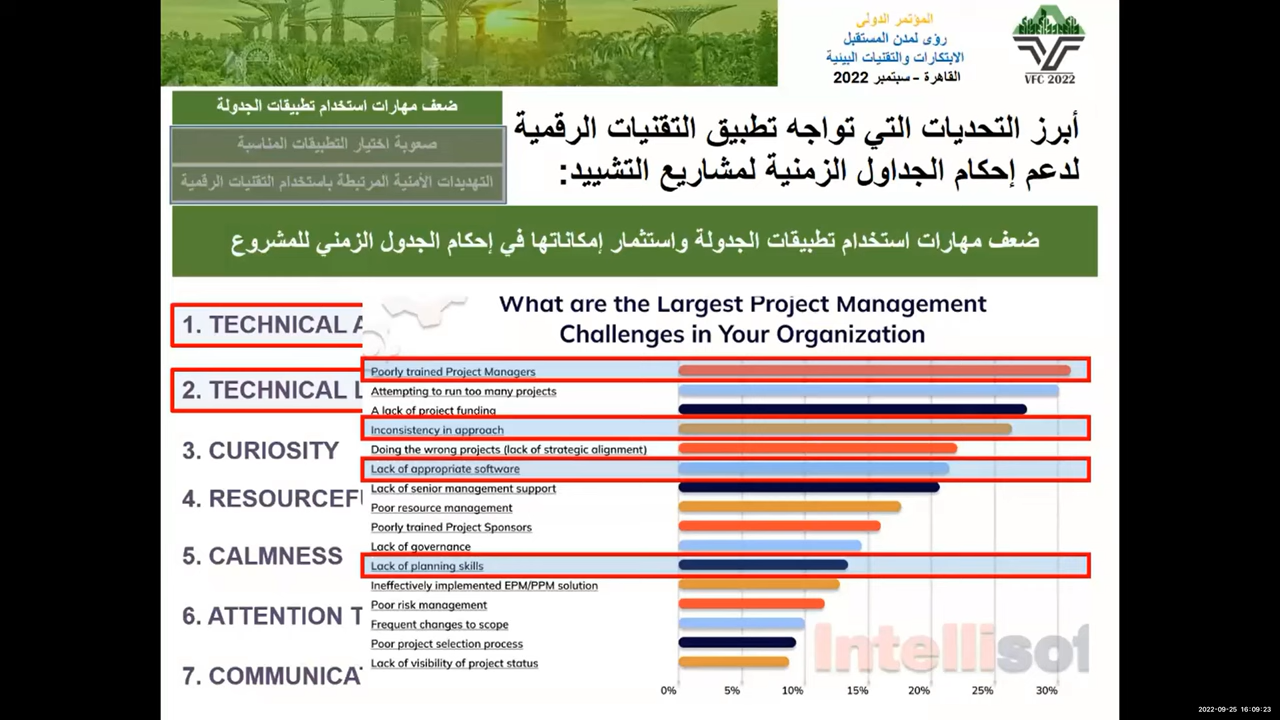 المؤتمر الدولى
رؤى لمدن المستقبل
الابتكارات والتقنيات البيئية
القاهرة - سبتمبر 2022
VFC 2022
ضعف مهارات استخدام تطبيقات الجدولة
صعوبة اختيار التطبيقات المناسبة
التهديدات الأمنية المرتبطة باستخدام التقنيات الرقمية
أبرز التحديات التي تواجه تطبيق التقنيات الرقمية
لدعم إحكام الجداول الزمنية لمشاريع التشييد:
ضعف مهارات استخدام تطبيقات الجدولة واستثمار إمكاناتها في إحكام الجدول الزمني للمشروع
1. TECHNICAL
2. TECHNICAL
3. CURIOSITY
4. RESOURCEFU
5. CALMNESS
6. ATTENTION T
7. COMMUNICA
What are the Largest Project Management
Challenges in Your Organization
Poorly trained Project Managers
Attempting to run too many projects
A lack of project funding
Inconsistency in approach
Doing the wrong projects (lack of strategic alignment)
Lack of appropriate software
Lack of senior management support
Poor resource management
Poorly trained Project Sponsors
Lack of governance
Lack of planning skills
Ineffectively implemented EPM/PPM solution
Poor risk management
Frequent changes to scope
Poor project selection process
Lack of visibility of project status
0% 5% 10% 15% 20% 25% 30%
Intellisof
2022-09-25 16:09:23